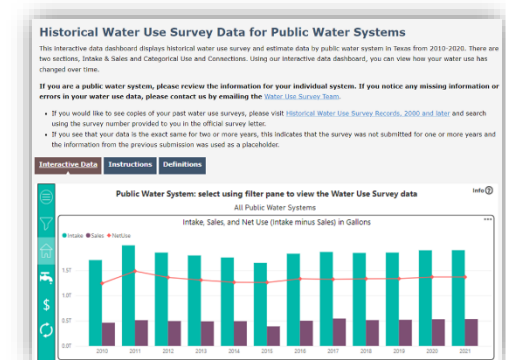 Historical Water Use Survey Data for Public Water Systems
This interactive data dashboard displays historical water use survey and estimate data by public water system in Texas from 2010-2020. There are
two sections, Intake & Sales and Categorical Use and Connections. Using our interactive data dashboard, you can view how your water use has
changed over time.
If you are a public water system, please review the information for your individual system. If you notice any missing information or
errors in your water use data, please contact us by emailing the Water Use Survey Team.
• If you would like to see copies of your past water use surveys, please visit Historical Water Use Survey Records, 2000 and later and search
using the survey number provided to you in the official survey letter.
• If you see that your data is the exact same for two or more years, this indicates that the survey was not submitted for one or more years and
the information from the previous submission was used as a placeholder.
Interactive Data Instructions Definitions
Public Water System: select using filter pane to view the Water Use Survey data
Info ?
All Public Water Systems
Intake, Sales, and Net Use (Intake minus Sales) in Gallons
Intake Sales NetUse
1.5T
1.0T
0.5T
0.0T
2010 2011 2012 2013 2014 2015 2016 2017 2018 2019 2020 2021
$